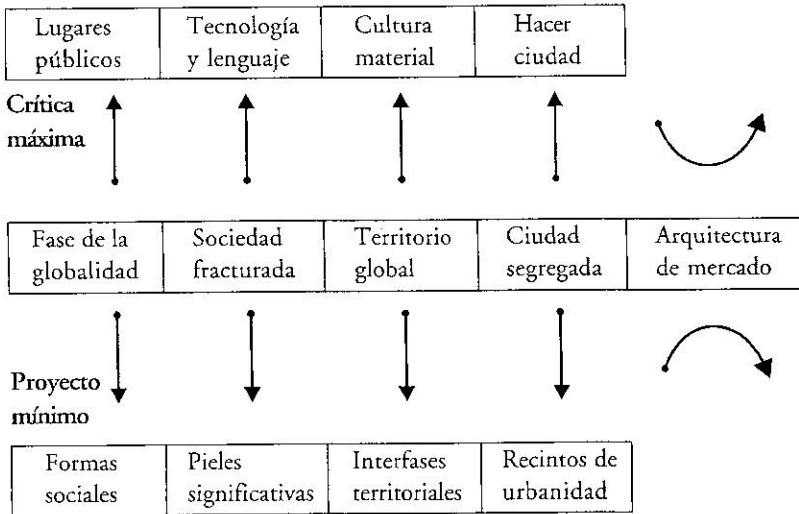 Lugares
públicos
Tecnología
y lenguaje
Cultura
material
Hacer
ciudad
Crítica
máxima
Fase de la
globalidad
Sociedad
fracturada
Territorio
global
Ciudad
segregada
Arquitectura
de mercado
Proyecto
mínimo
Formas
sociales
Pieles
significativas
Interfases
territoriales
Recintos de
urbanidad